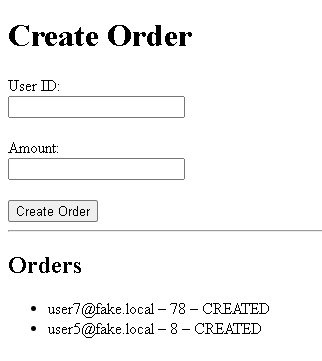 Create Order
User ID:
Amount:
Create Order
Orders
user7@fake.local – 78 – CREATED
user5@fake.local – 8 – CREATED